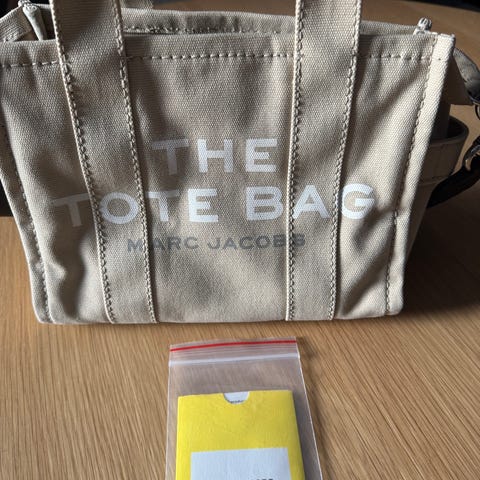 THE
TOTE BAG
MARC JACOBS